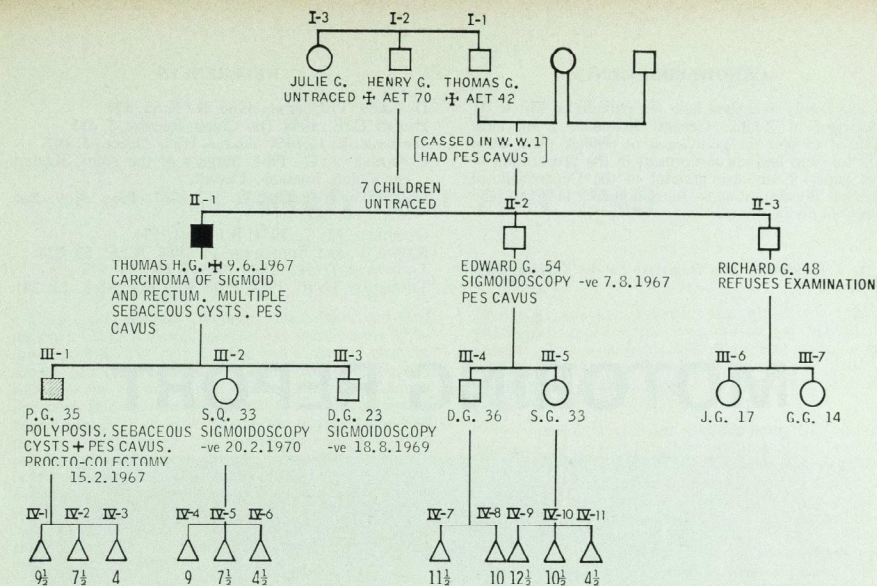 I-3 I-2 I-1
JULIE G. HENRY G. THOMAS G.
UNTRACED ✠ AET 70 ✠ AET 42
[CASSED IN W.W.1
HAD PES CAVUS]
7 CHILDREN
UNTRACED
II-1 II-2 II-3
THOMAS H.G. ✠ 9.6.1967
CARCINOMA OF SIGMOID
AND RECTUM. MULTIPLE
SEBACEOUS CYSTS. PES
CAVUS
EDWARD G. 54
SIGMOIDOSCOPY -ve 7.8.1967
PES CAVUS
RICHARD G. 48
REFUSES EXAMINATION
III-1 III-2 III-3 III-4 III-5 III-6 III-7
P.G. 35
POLYPOSIS, SEBACEOUS
CYSTS + PES CAVUS.
PROCTO-COLECTOMY
15.2.1967
S.Q. 33
SIGMOIDOSCOPY
-ve 20.2.1970
D.G. 23
SIGMOIDOSCOPY
-ve 18.8.1969
D.G. 36
S.G. 33
J.G. 17
G.G. 14
IV-1 IV-2 IV-3 IV-4 IV-5 IV-6 IV-7 IV-8 IV-9 IV-10 IV-11
9½ 7½ 4 9 7½ 4½ 11½ 10 12½ 10½ 4½